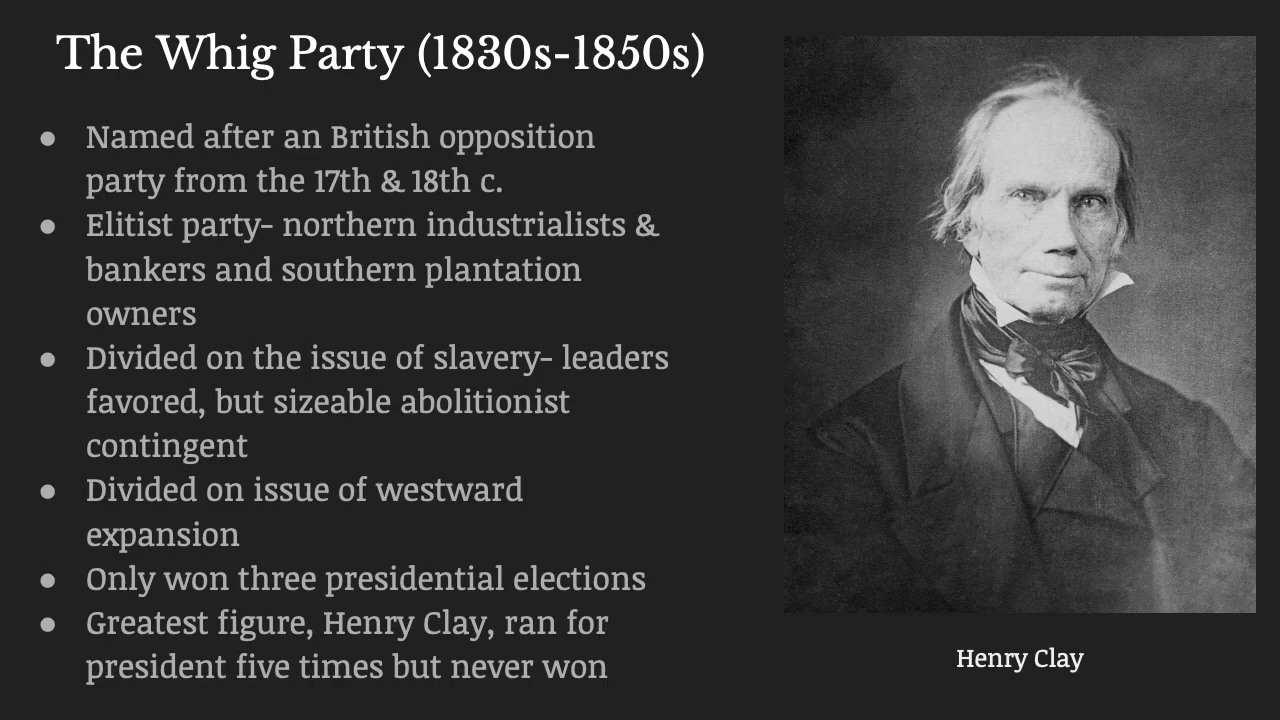 The Whig Party (1830s-1850s)
● Named after an British opposition
party from the 17th & 18th c.
● Elitist party- northern industrialists &
bankers and southern plantation
owners
● Divided on the issue of slavery- leaders
favored, but sizeable abolitionist
contingent
● Divided on issue of westward
expansion
● Only won three presidential elections
● Greatest figure, Henry Clay, ran for
president five times but never won
Henry Clay